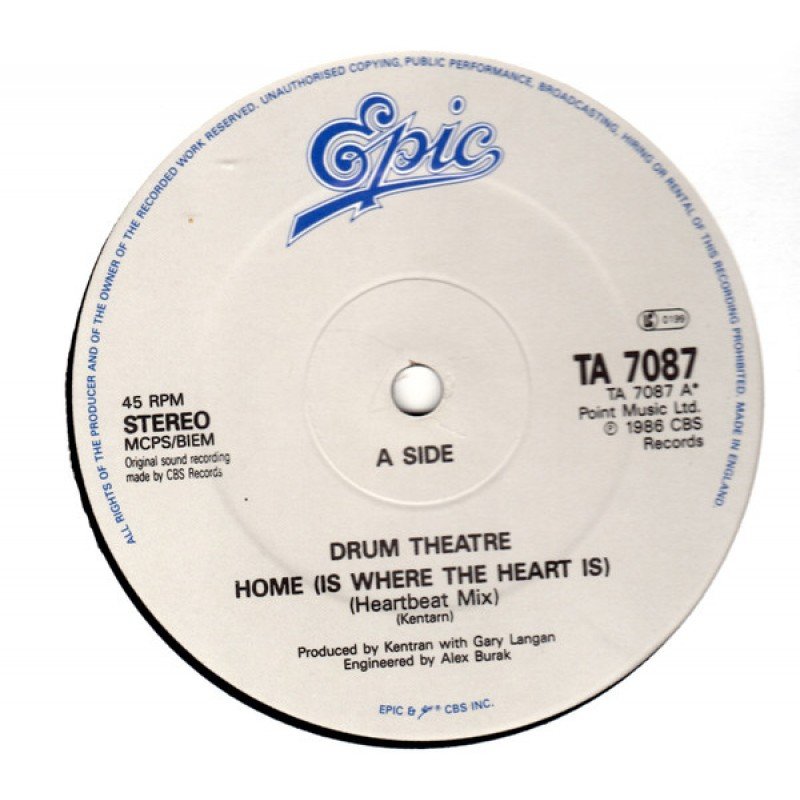 ALL RIGHTS OF THE PRODUCER AND OF THE OWNER OF THE RECORDED WORK RESERVED. UNAUTHORISED COPYING, PUBLIC PERFORMANCE, BROADCASTING, HIRING OR RENTAL OF THIS RECORDING PROHIBITED. MADE IN ENGLAND.
Epic
0196
TA 7087
TA 7087 A*
Point Music Ltd.
℗ 1986 CBS
Records
45 RPM
STEREO
MCPS/BIEM
Original sound recording
made by CBS Records
A SIDE
DRUM THEATRE
HOME (IS WHERE THE HEART IS)
(Heartbeat Mix)
(Kentarn)
Produced by Kentran with Gary Langan
Engineered by Alex Burak
EPIC & ® CBS INC.